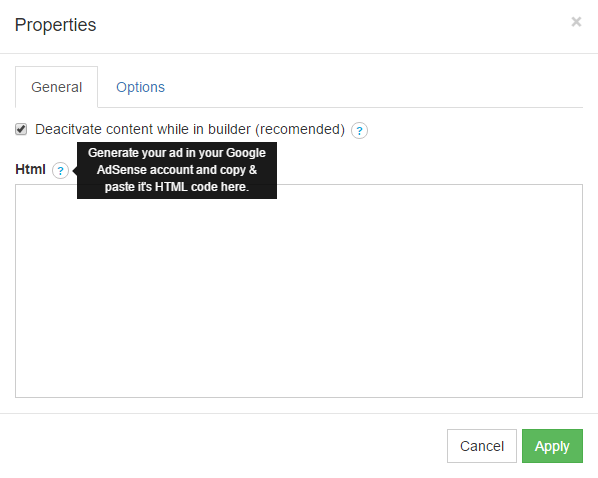 Properties
×
General
Options
Deacitvate content while in builder (recomended) ?
Html ?
Generate your ad in your Google
AdSense account and copy &
paste it's HTML code here.
Cancel
Apply